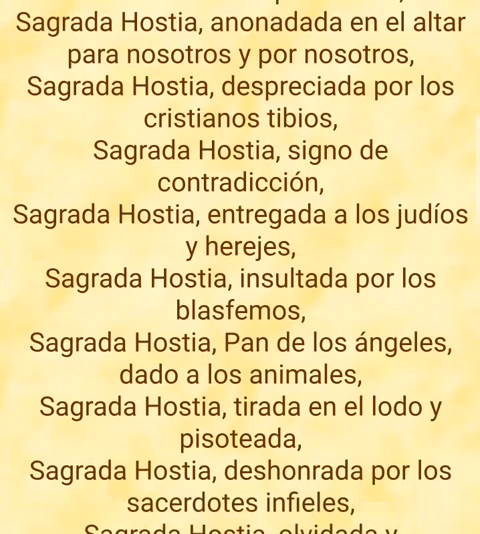 Sagrada Hostia, anonadada en el altar
para nosotros y por nosotros,
Sagrada Hostia, despreciada por los
cristianos tibios,
Sagrada Hostia, signo de
contradicción,
Sagrada Hostia, entregada a los judíos
y herejes,
Sagrada Hostia, insultada por los
blasfemos,
Sagrada Hostia, Pan de los ángeles,
dado a los animales,
Sagrada Hostia, tirada en el lodo y
pisoteada,
Sagrada Hostia, deshonrada por los
sacerdotes infieles,
Sagrada Hostia, olvidada y